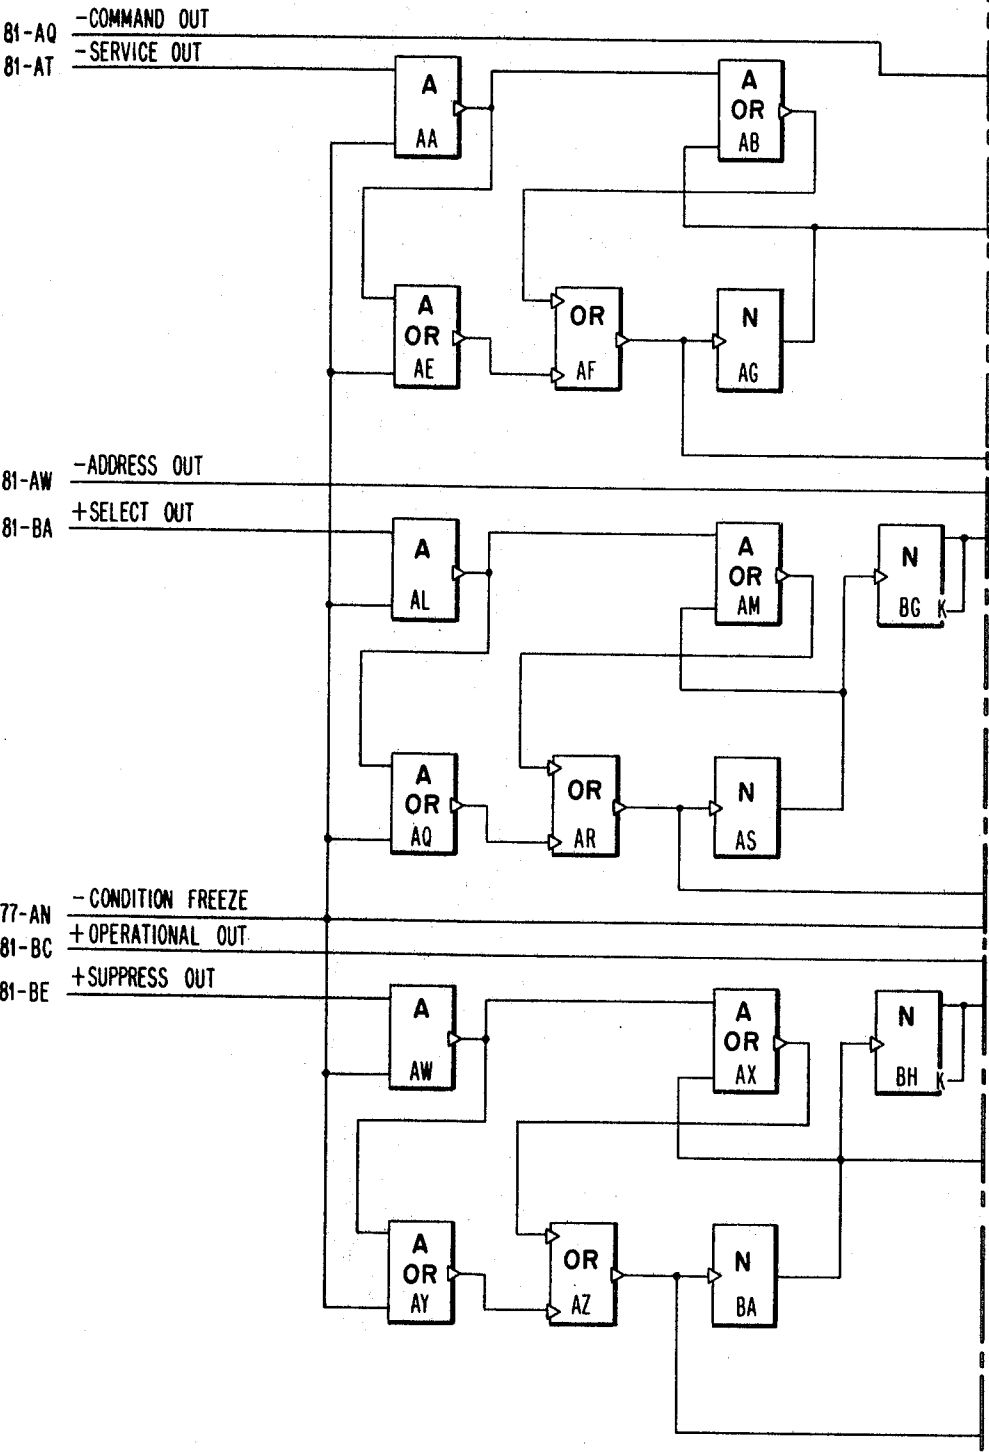 81-AQ -COMMAND OUT
81-AT -SERVICE OUT
A
AA
A
OR
AB
A
OR
AE
OR
AF
N
AG
81-AW -ADDRESS OUT
81-BA +SELECT OUT
A
AL
A
OR
AM
N
BG K
A
OR
AQ
OR
AR
N
AS
77-AN -CONDITION FREEZE
81-BC +OPERATIONAL OUT
81-BE +SUPPRESS OUT
A
AW
A
OR
AX
N
BH K
A
OR
AY
OR
AZ
N
BA